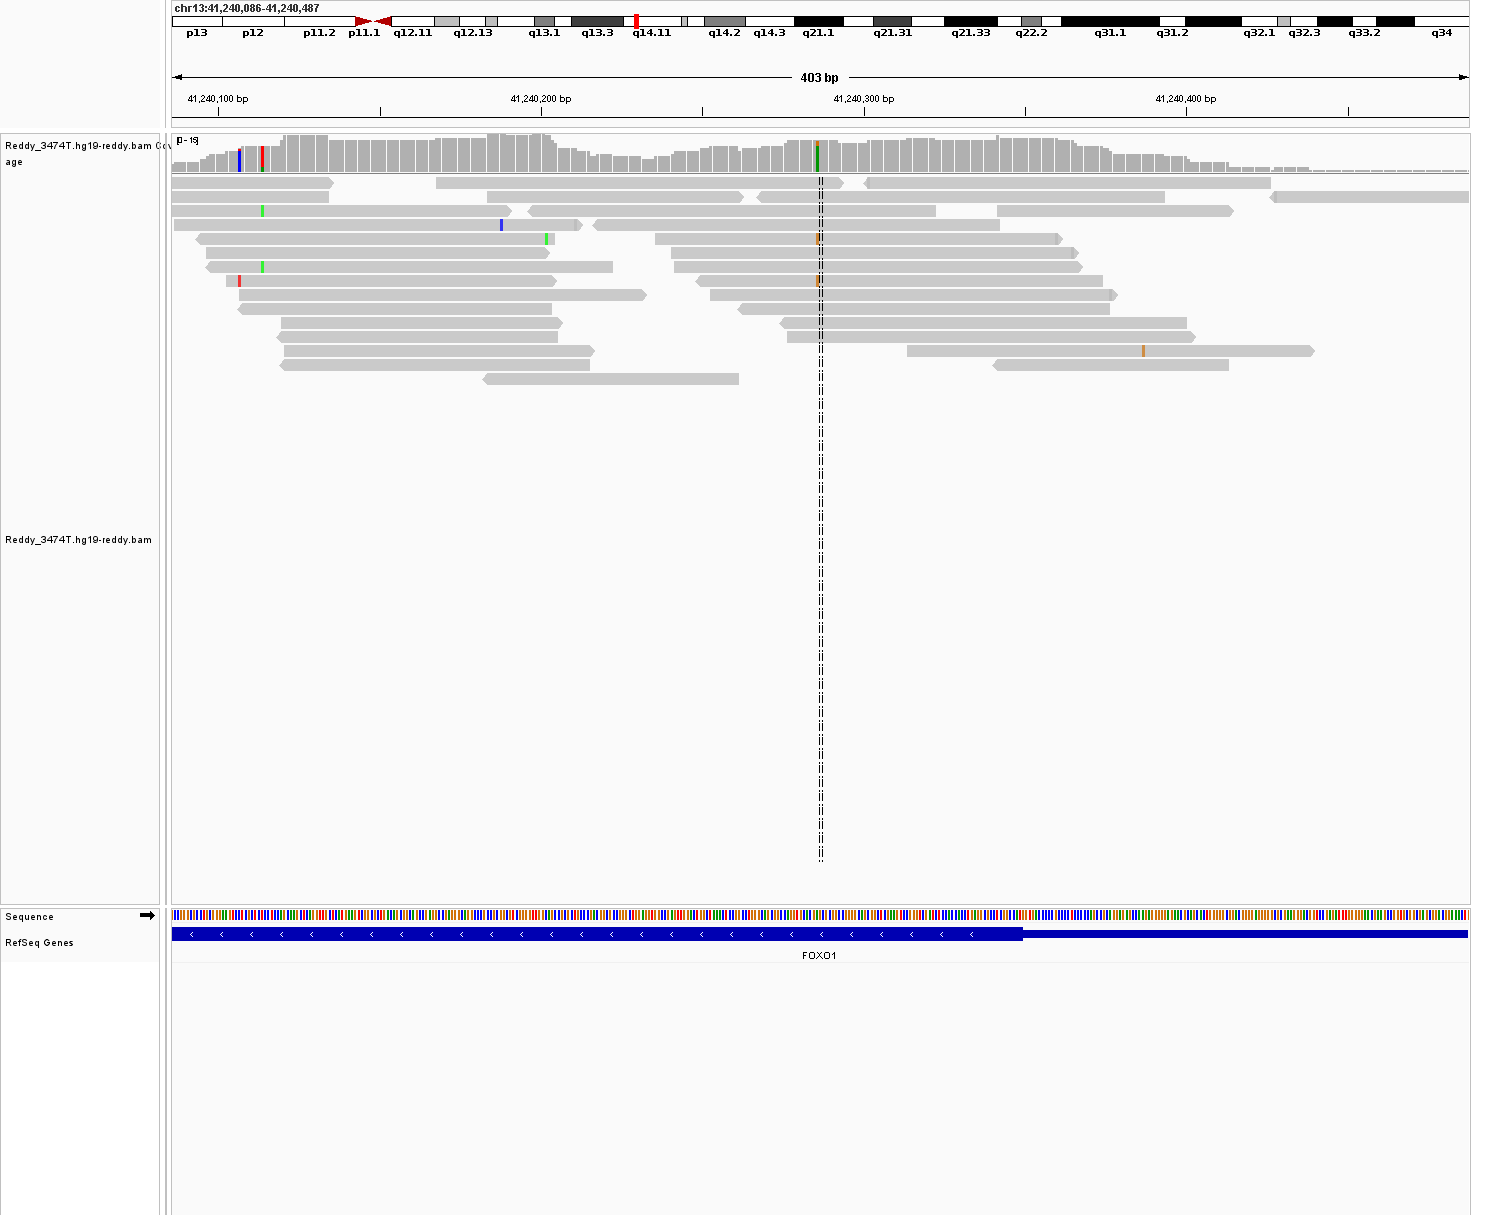 chr13:41,240,086-41,240,487
p13 p12 p11.2 p11.1 q12.11 q12.13 q13.1 q13.3 q14.11 q14.2 q14.3 q21.1 q21.31 q21.33 q22.2 q31.1 q31.2 q32.1 q32.3 q33.2 q34
403 bp
41,240,100 bp 41,240,200 bp 41,240,300 bp 41,240,400 bp
Reddy_3474T.hg19-reddy.bam Cov
age
[0 - 19]
Reddy_3474T.hg19-reddy.bam
Sequence
RefSeq Genes
FOXO1